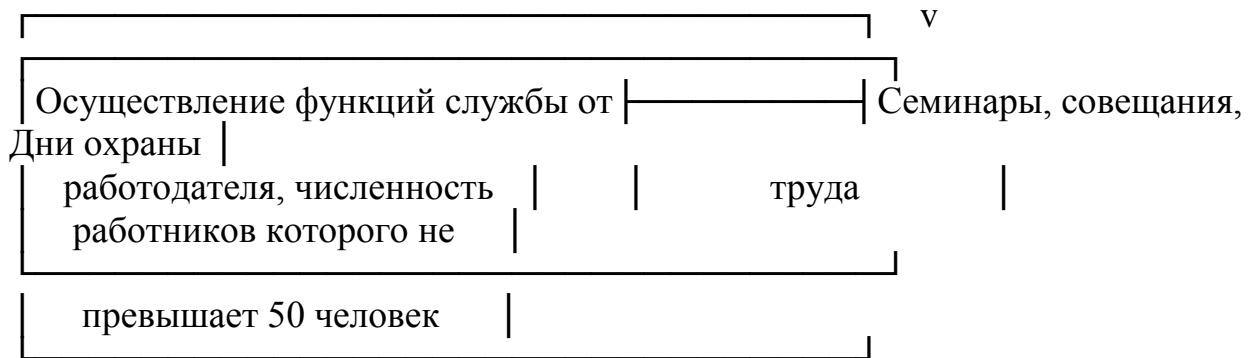 v
Осуществление функций службы от Семинары, совещания,
Дни охраны
работодателя, численность труда
работников которого не
превышает 50 человек